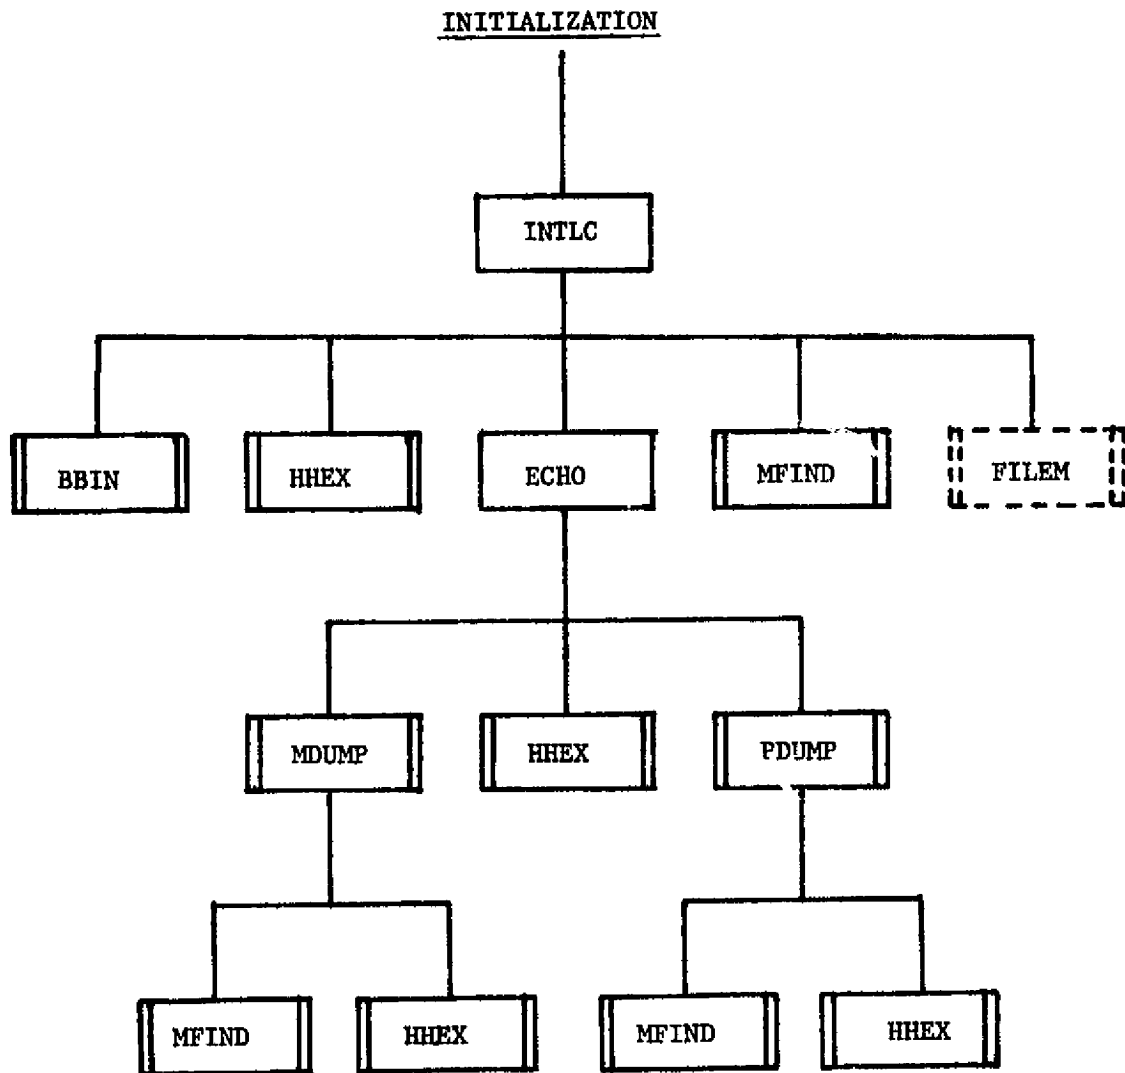 INITIALIZATION
INTLC
BBIN
HHEX
ECHO
MFIND
FILEM
MDUMP
HHEX
PDUMP
MFIND
HHEX
MFIND
HHEX